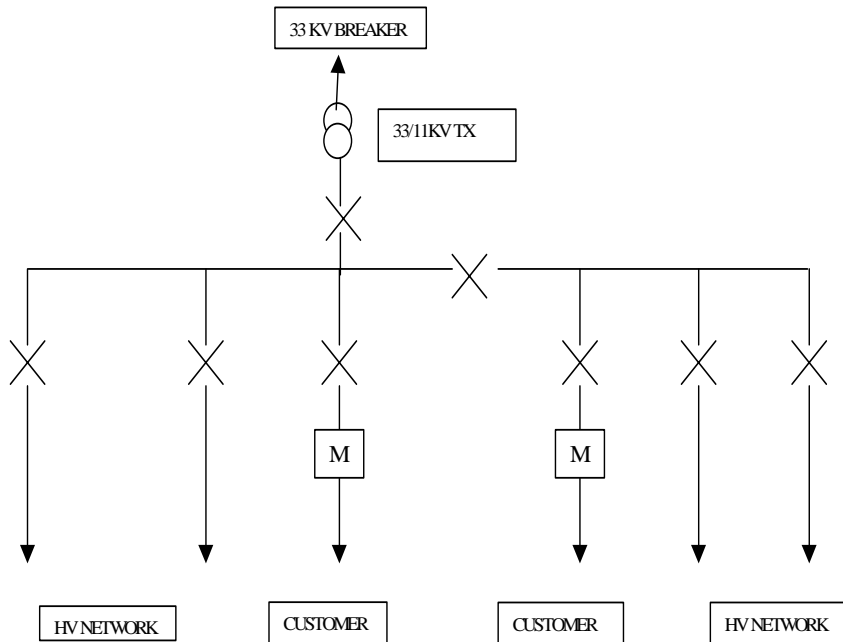 33 KV BREAKER
33/11KV TX
M
M
HV NETWORK
CUSTOMER
CUSTOMER
HV NETWORK